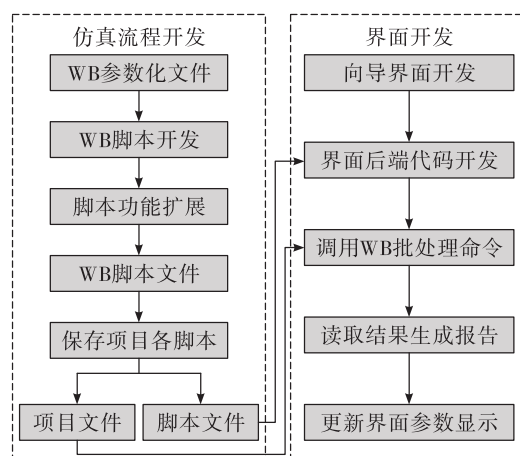 仿真流程开发
WB参数化文件
WB脚本开发
脚本功能扩展
WB脚本文件
保存项目各脚本
项目文件
脚本文件
界面开发
向导界面开发
界面后端代码开发
调用WB批处理命令
读取结果生成报告
更新界面参数显示